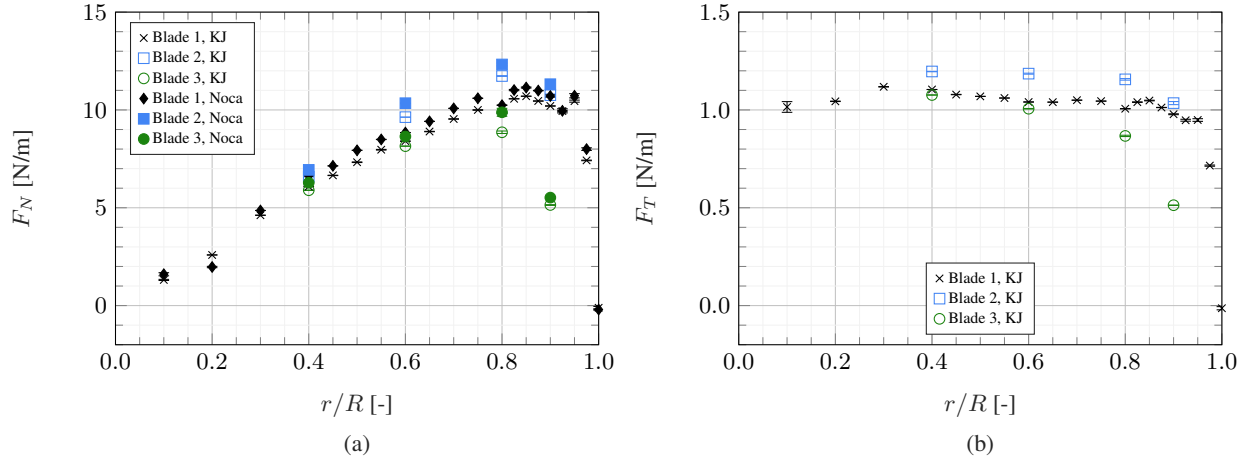 15
10
5
0
F_N [N/m]
Blade 1, KJ
Blade 2, KJ
Blade 3, KJ
Blade 1, Noca
Blade 2, Noca
Blade 3, Noca
0.0 0.2 0.4 0.6 0.8 1.0
r/R [-]
(a)
1.5
1.0
0.5
0.0
F_T [N/m]
Blade 1, KJ
Blade 2, KJ
Blade 3, KJ
0.0 0.2 0.4 0.6 0.8 1.0
r/R [-]
(b)